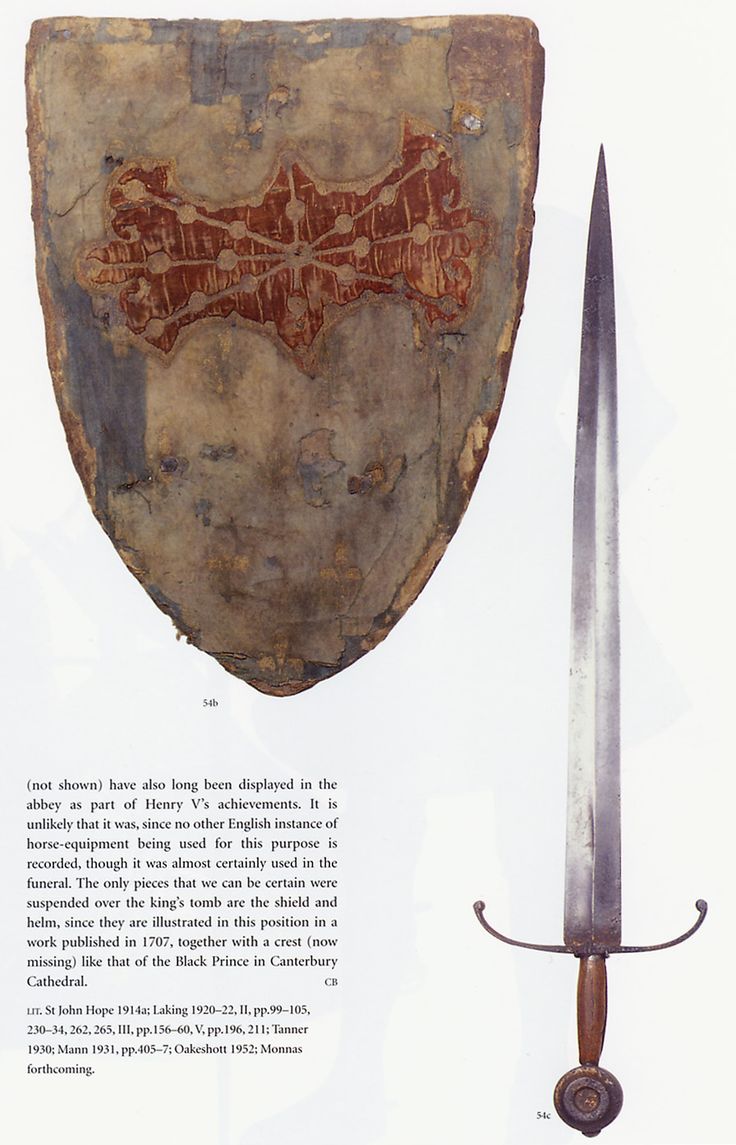 54b
(not shown) have also long been displayed in the
abbey as part of Henry V's achievements. It is
unlikely that it was, since no other English instance of
horse-equipment being used for this purpose is
recorded, though it was almost certainly used in the
funeral. The only pieces that we can be certain were
suspended over the king's tomb are the shield and
helm, since they are illustrated in this position in a
work published in 1707, together with a crest (now
missing) like that of the Black Prince in Canterbury
Cathedral. CB
LIT. St John Hope 1914a; Laking 1920–22, II, pp.99–105,
230–34, 262, 265, III, pp.156–60, V, pp.196, 211; Tanner
1930; Mann 1931, pp.405–7; Oakeshott 1952; Monnas
forthcoming.
54c